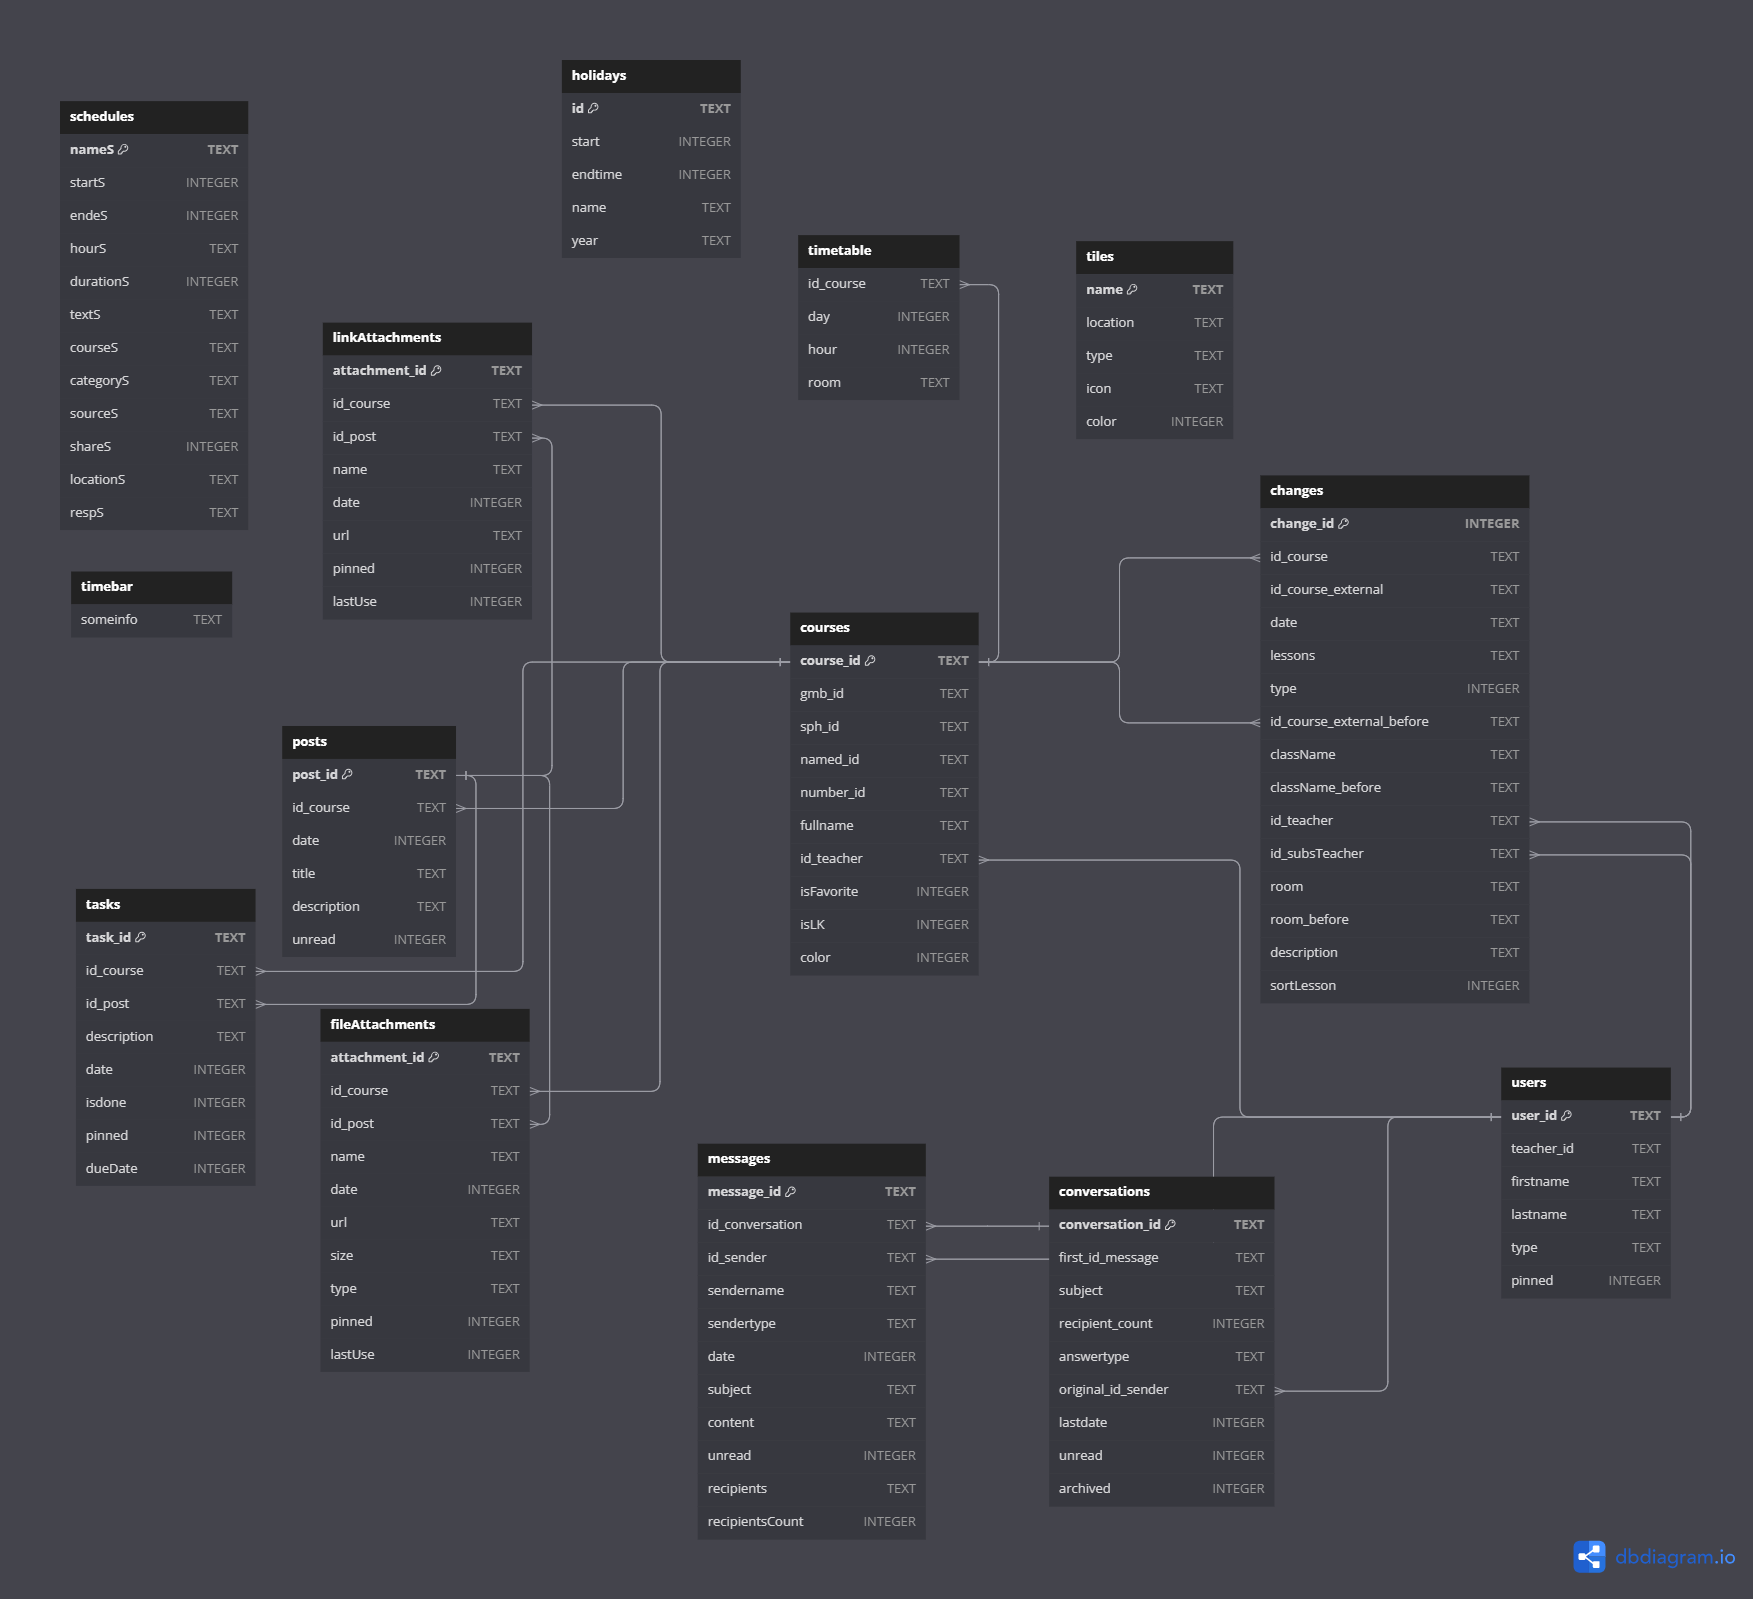 holidays
id TEXT
start INTEGER
endtime INTEGER
name TEXT
year TEXT
schedules
nameS TEXT
startS INTEGER
endeS INTEGER
hourS TEXT
durationS INTEGER
textS TEXT
courseS TEXT
categoryS TEXT
sourceS TEXT
shareS INTEGER
locationS TEXT
respS TEXT
timetable
id_course TEXT
day INTEGER
hour INTEGER
room TEXT
tiles
name TEXT
location TEXT
type TEXT
icon TEXT
color INTEGER
linkAttachments
attachment_id TEXT
id_course TEXT
id_post TEXT
name TEXT
date INTEGER
url TEXT
pinned INTEGER
lastUse INTEGER
changes
change_id INTEGER
id_course TEXT
id_course_external TEXT
date TEXT
lessons TEXT
type INTEGER
id_course_external_before TEXT
className TEXT
className_before TEXT
id_teacher TEXT
id_subsTeacher TEXT
room TEXT
room_before TEXT
description TEXT
sortLesson INTEGER
timebar
someinfo TEXT
courses
course_id TEXT
gmb_id TEXT
sph_id TEXT
named_id TEXT
number_id TEXT
fullname TEXT
id_teacher TEXT
isFavorite INTEGER
isLK INTEGER
color INTEGER
posts
post_id TEXT
id_course TEXT
date INTEGER
title TEXT
description TEXT
unread INTEGER
tasks
task_id TEXT
id_course TEXT
id_post TEXT
description TEXT
date INTEGER
isdone INTEGER
pinned INTEGER
dueDate INTEGER
fileAttachments
attachment_id TEXT
id_course TEXT
id_post TEXT
name TEXT
date INTEGER
url TEXT
size TEXT
type TEXT
pinned INTEGER
lastUse INTEGER
users
user_id TEXT
teacher_id TEXT
firstname TEXT
lastname TEXT
type TEXT
pinned INTEGER
messages
message_id TEXT
id_conversation TEXT
id_sender TEXT
sendername TEXT
sendertype TEXT
date INTEGER
subject TEXT
content TEXT
unread INTEGER
recipients TEXT
recipientsCount INTEGER
conversations
conversation_id TEXT
first_id_message TEXT
subject TEXT
recipient_count INTEGER
answertype TEXT
original_id_sender TEXT
lastdate INTEGER
unread INTEGER
archived INTEGER
dbdiagram.io